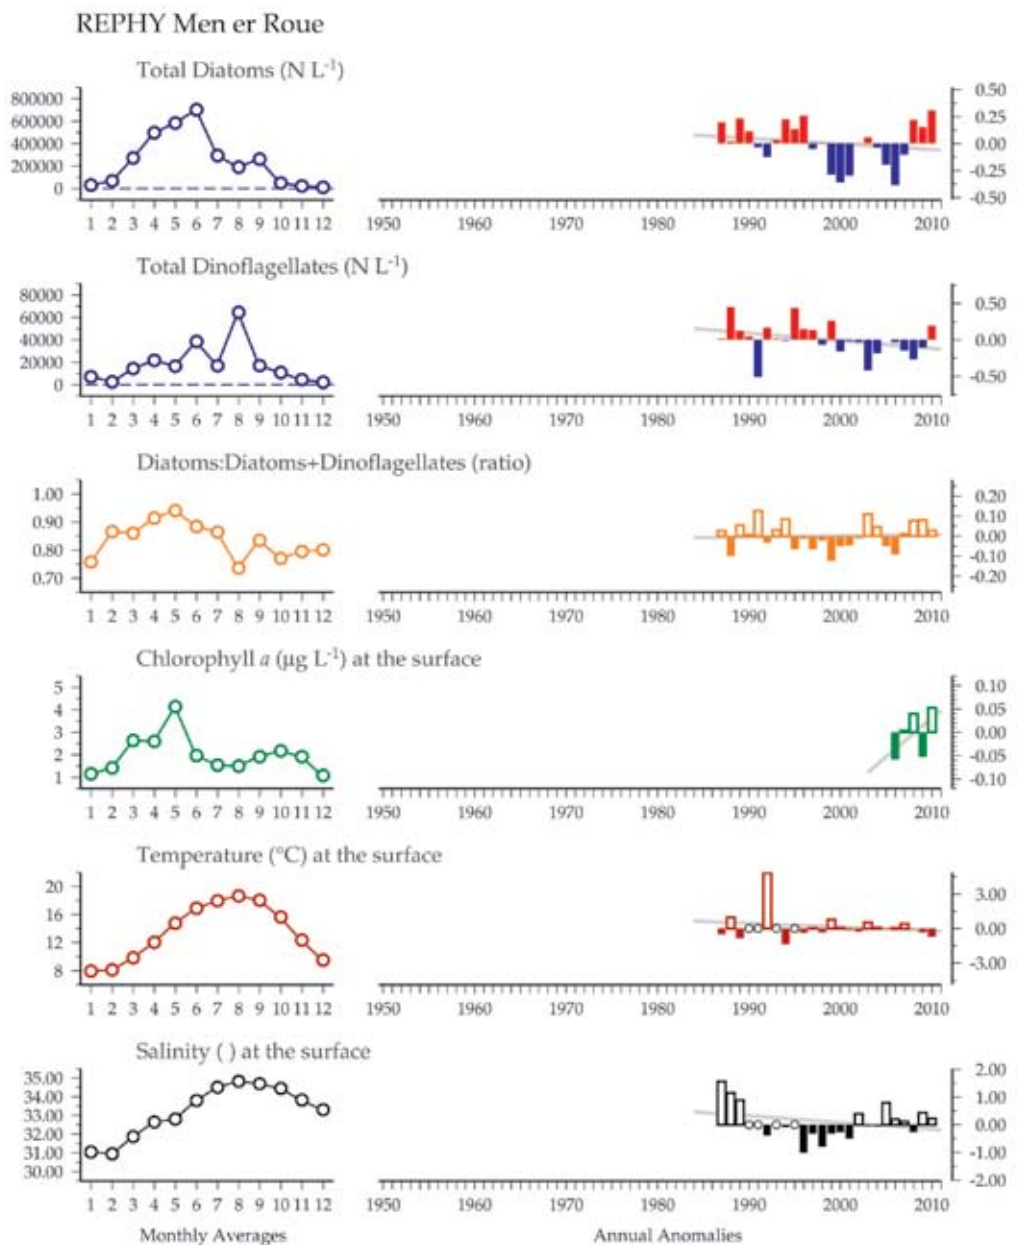 REPHY Men er Roue
Total Diatoms (N L-1)
800000
600000
400000
200000
0
0.50
0.25
0.00
-0.25
-0.50
1 2 3 4 5 6 7 8 9 10 11 12
1950 1960 1970 1980 1990 2000 2010
Total Dinoflagellates (N L-1)
80000
60000
40000
20000
0
0.50
0.00
-0.50
1 2 3 4 5 6 7 8 9 10 11 12
1950 1960 1970 1980 1990 2000 2010
Diatoms:Diatoms+Dinoflagellates (ratio)
1.00
0.90
0.80
0.70
0.20
0.10
0.00
-0.10
-0.20
1 2 3 4 5 6 7 8 9 10 11 12
1950 1960 1970 1980 1990 2000 2010
Chlorophyll a (µg L-1) at the surface
5
4
3
2
1
0.10
0.05
0.00
-0.05
-0.10
1 2 3 4 5 6 7 8 9 10 11 12
1950 1960 1970 1980 1990 2000 2010
Temperature (°C) at the surface
20
16
12
8
3.00
0.00
-3.00
1 2 3 4 5 6 7 8 9 10 11 12
1950 1960 1970 1980 1990 2000 2010
Salinity ( ) at the surface
35.00
34.00
33.00
32.00
31.00
30.00
2.00
1.00
0.00
-1.00
-2.00
1 2 3 4 5 6 7 8 9 10 11 12
1950 1960 1970 1980 1990 2000 2010
Monthly Averages
Annual Anomalies